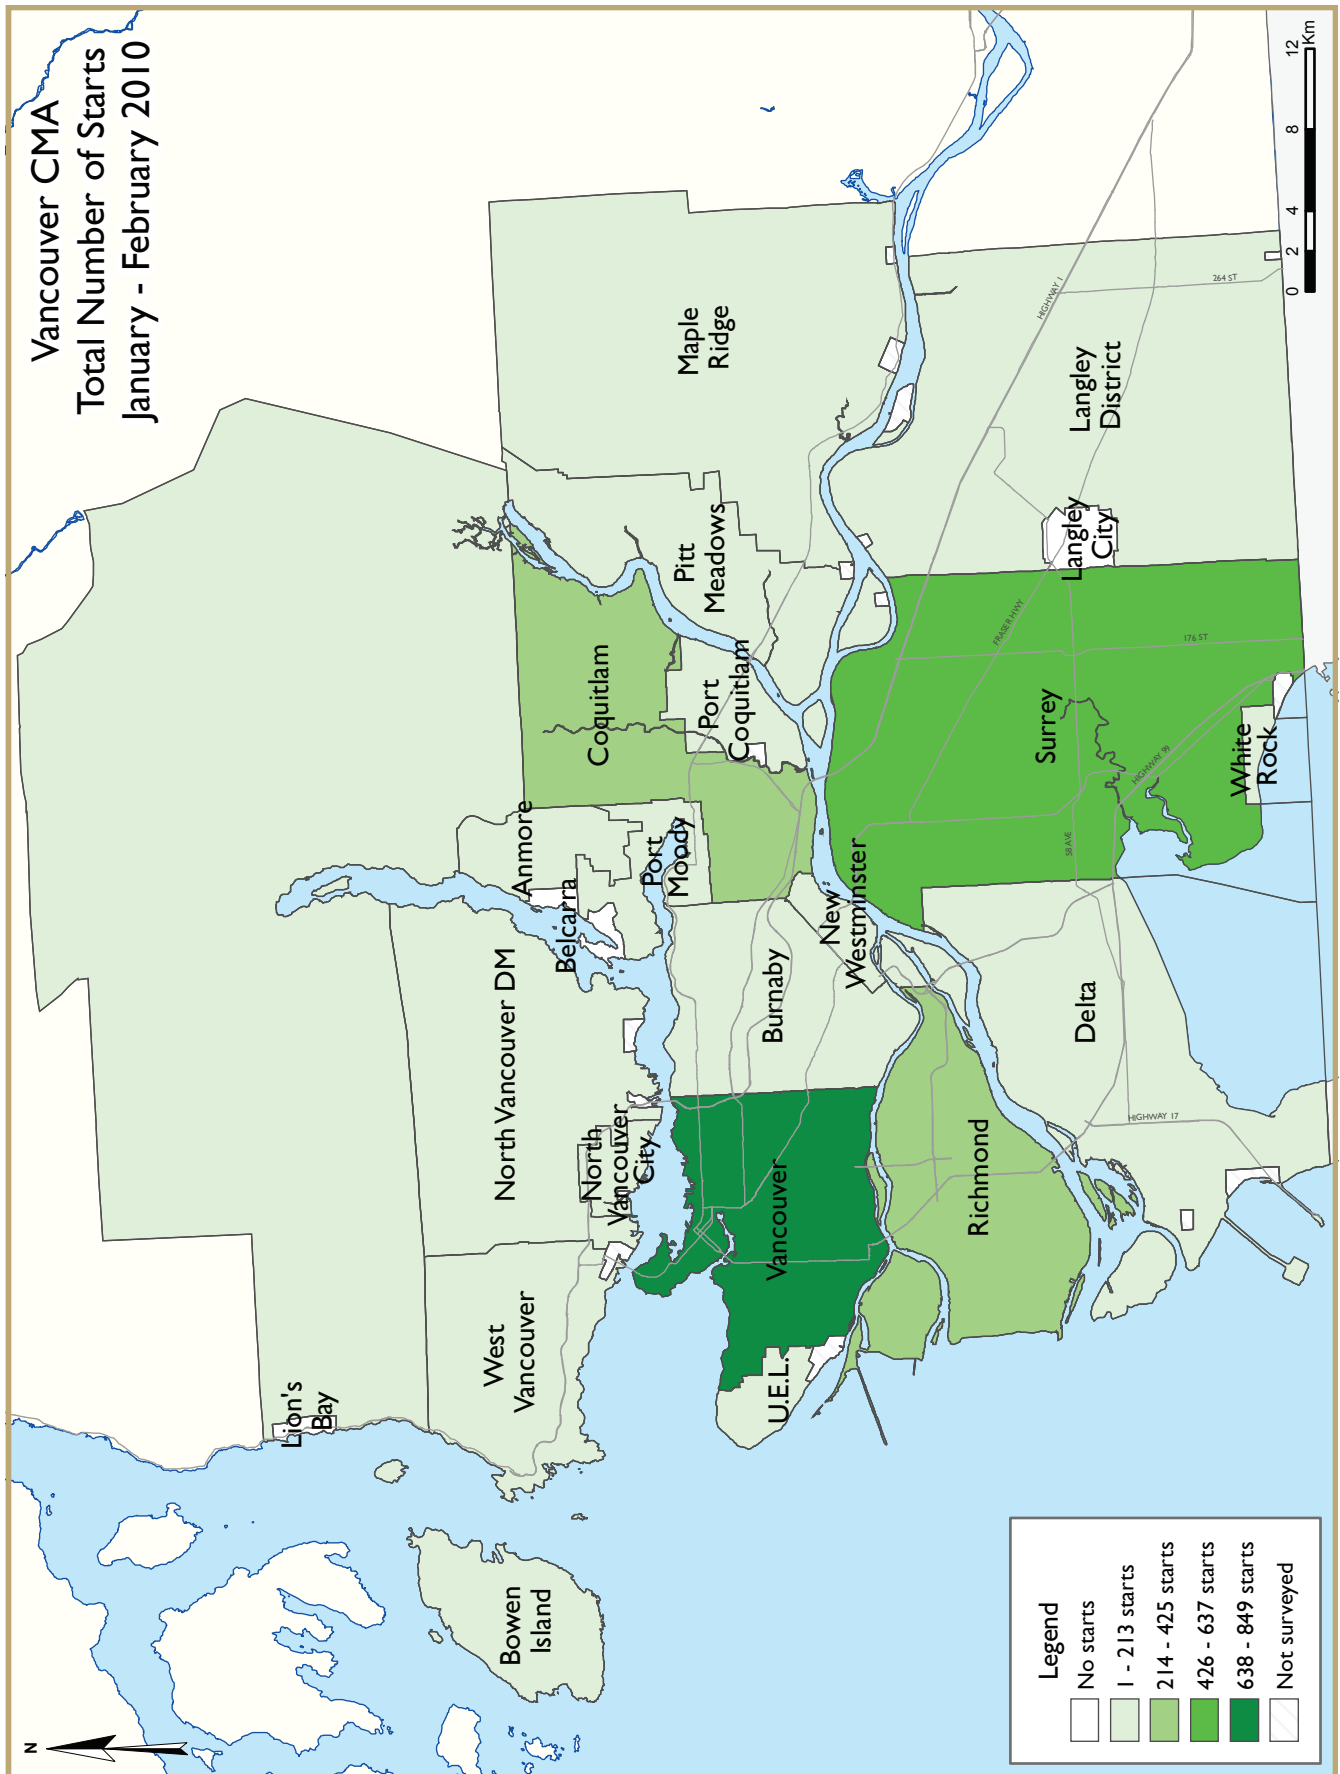 Vancouver CMA
Total Number of Starts
January - February 2010
N
Lion's
Bay
Bowen
Island
West
Vancouver
North Vancouver DM
North
Vancouver
City
Anmore
Belcarra
Port
Moody
Coquitlam
Port
Coquitlam
Pitt
Meadows
Maple
Ridge
U.E.L.
Vancouver
Burnaby
New
Westminster
Richmond
Delta
Surrey
White
Rock
Langley
City
Langley
District
HIGHWAY 1
264 ST
FRASER HWY
176 ST
HIGHWAY 99
58 AVE
HIGHWAY 17
Legend
No starts
1 - 213 starts
214 - 425 starts
426 - 637 starts
638 - 849 starts
Not surveyed
0 2 4 8 12
Km